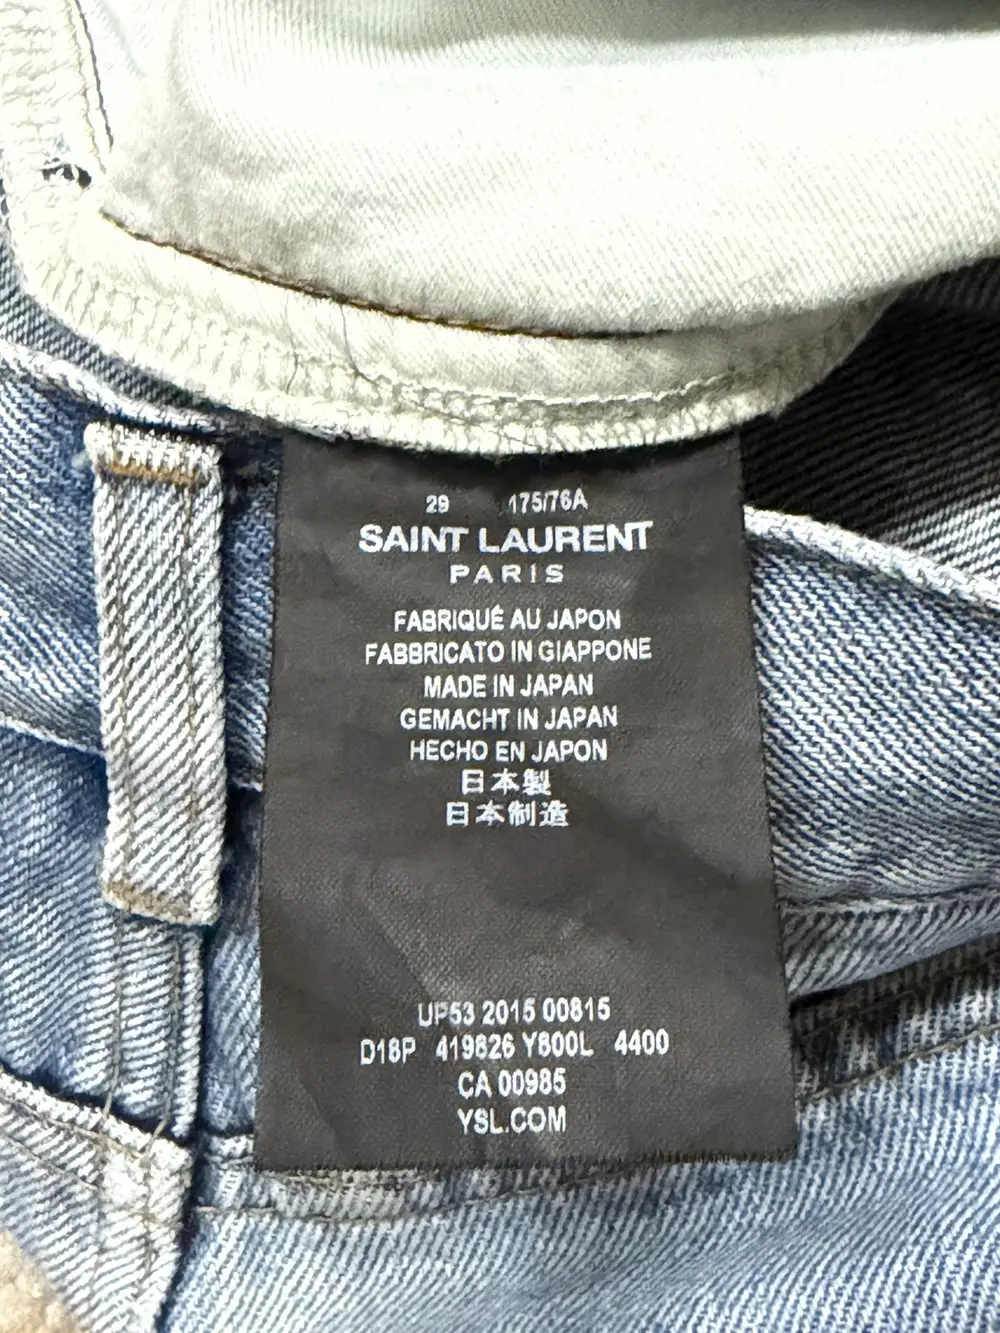 29 175/76A
SAINT LAURENT
PARIS
FABRIQUÉ AU JAPON
FABBRICATO IN GIAPPONE
MADE IN JAPAN
GEMACHT IN JAPAN
HECHO EN JAPON
日本製
日本制造
UP53 2015 00815
D18P 419826 Y800L 4400
CA 00985
YSL.COM